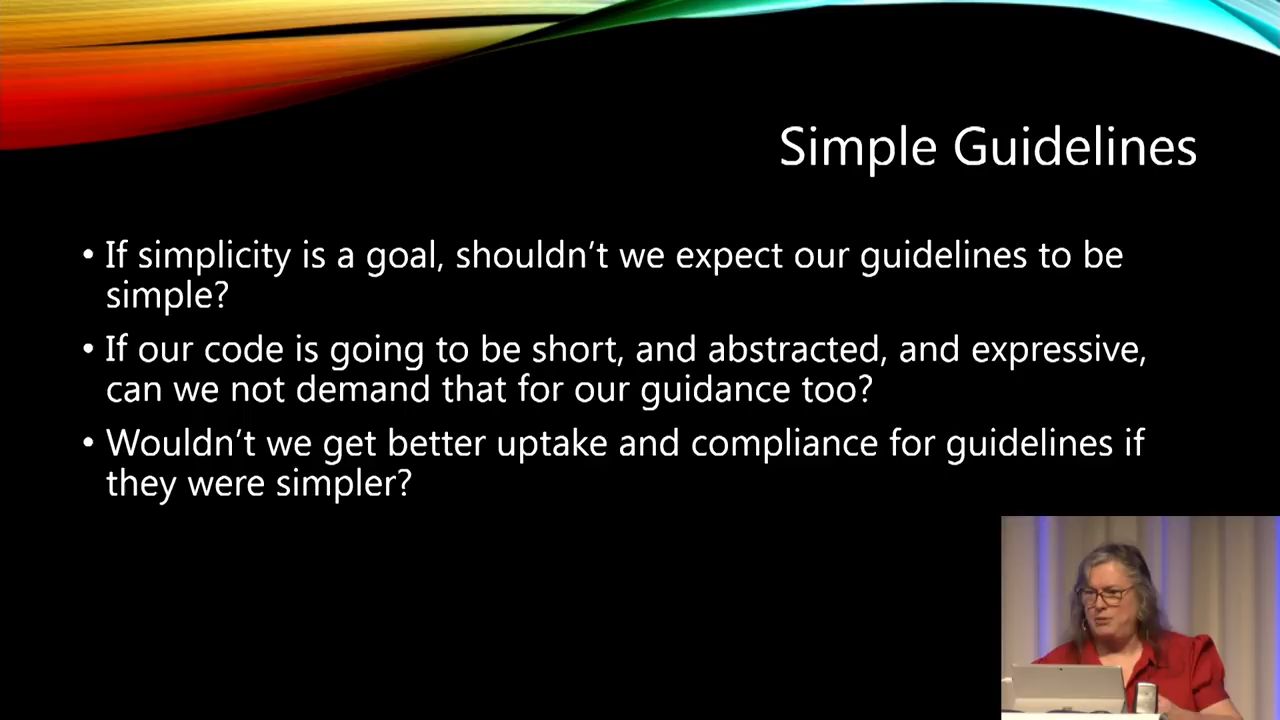 Simple Guidelines
• If simplicity is a goal, shouldn’t we expect our guidelines to be
simple?
• If our code is going to be short, and abstracted, and expressive,
can we not demand that for our guidance too?
• Wouldn’t we get better uptake and compliance for guidelines if
they were simpler?